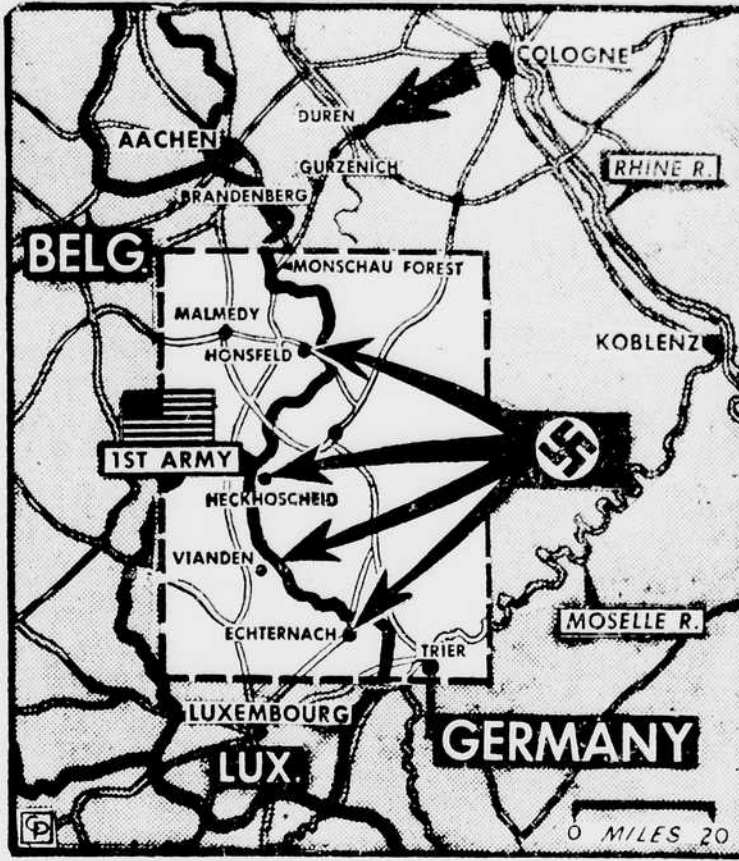 COLOGNE
DUREN
AACHEN
GURZENICH
RHINE R.
BRANDENBERG
BELG.
MONSCHAU FOREST
MALMEDY
HONSFELD
KOBLENZ
1ST ARMY
HECKHOSCHEID
VIANDEN
ECHTERNACH
MOSELLE R.
TRIER
LUXEMBOURG
GERMANY
LUX.
CP
0 MILES 20